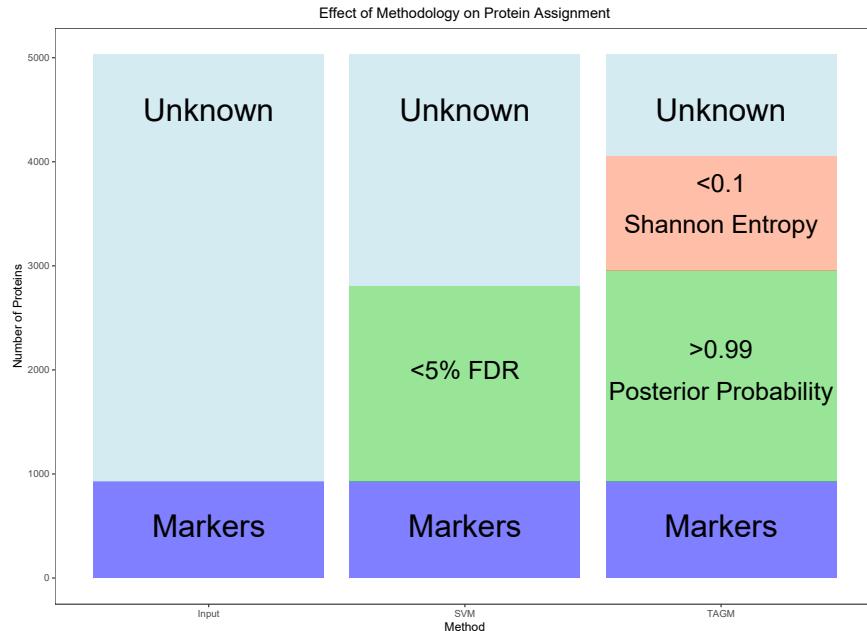 Effect of Methodology on Protein Assignment
Number of Proteins
5000
4000
3000
2000
1000
0
Unknown
Markers
Unknown
<5% FDR
Markers
Unknown
<0.1
Shannon Entropy
>0.99
Posterior Probability
Markers
Input
SVM
TAGM
Method